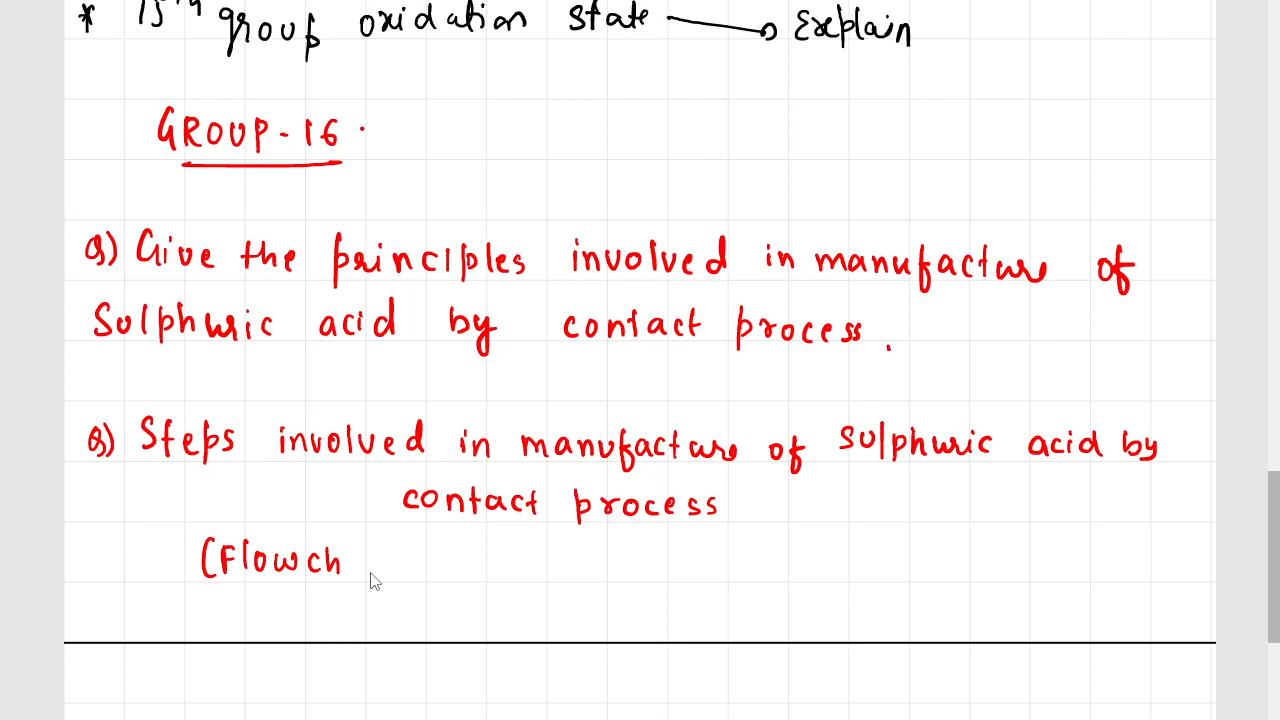 * 15th group oxidation state → Explain
GROUP-16
Q) Give the principles involved in manufacture of
Sulphuric acid by contact process.
Q) Steps involved in manufacture of sulphuric acid by
contact process
(Flowch